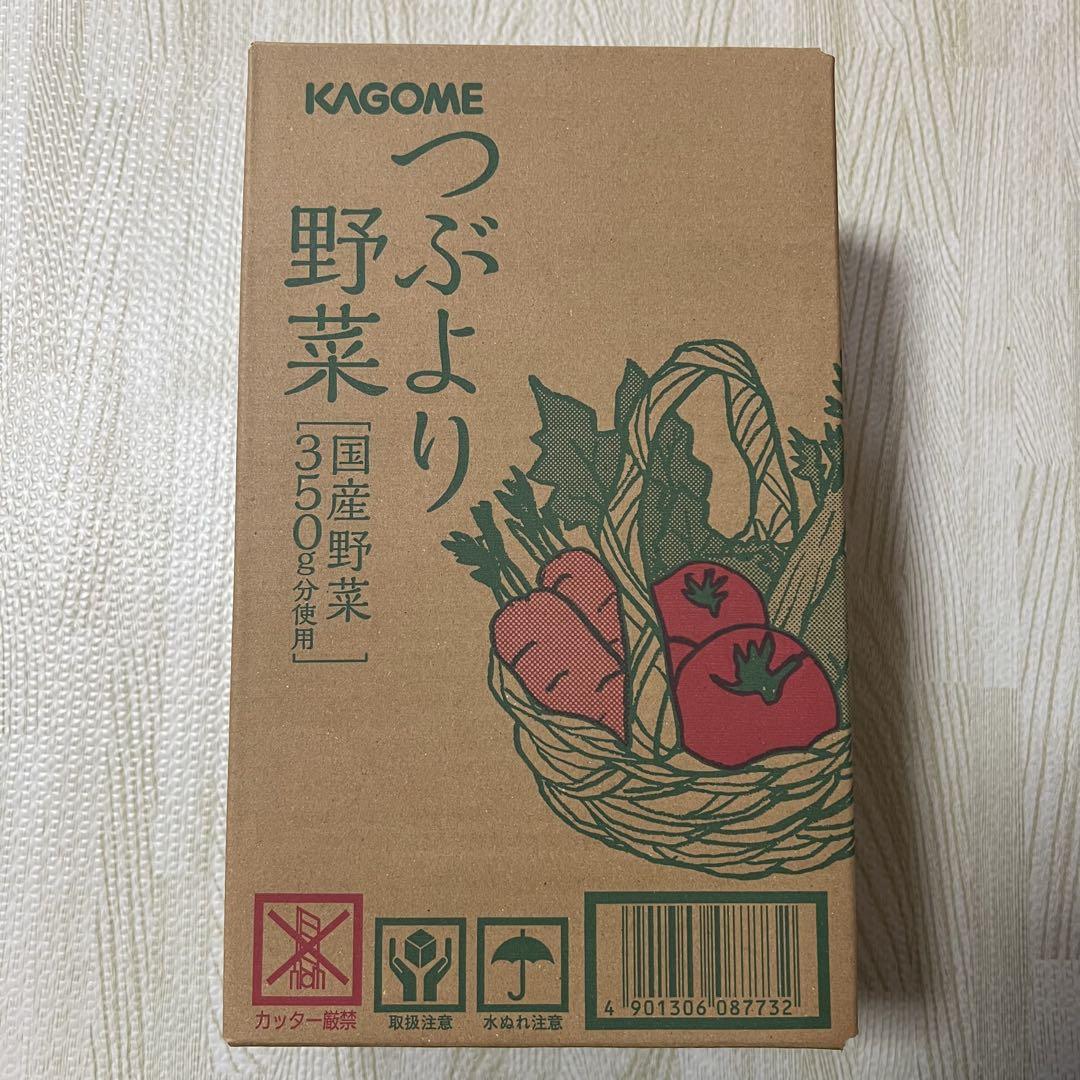 KAGOME
つぶより
野菜
国産野菜
350g分使用
カッター厳禁
取扱注意
水ぬれ注意
4 901306 087732